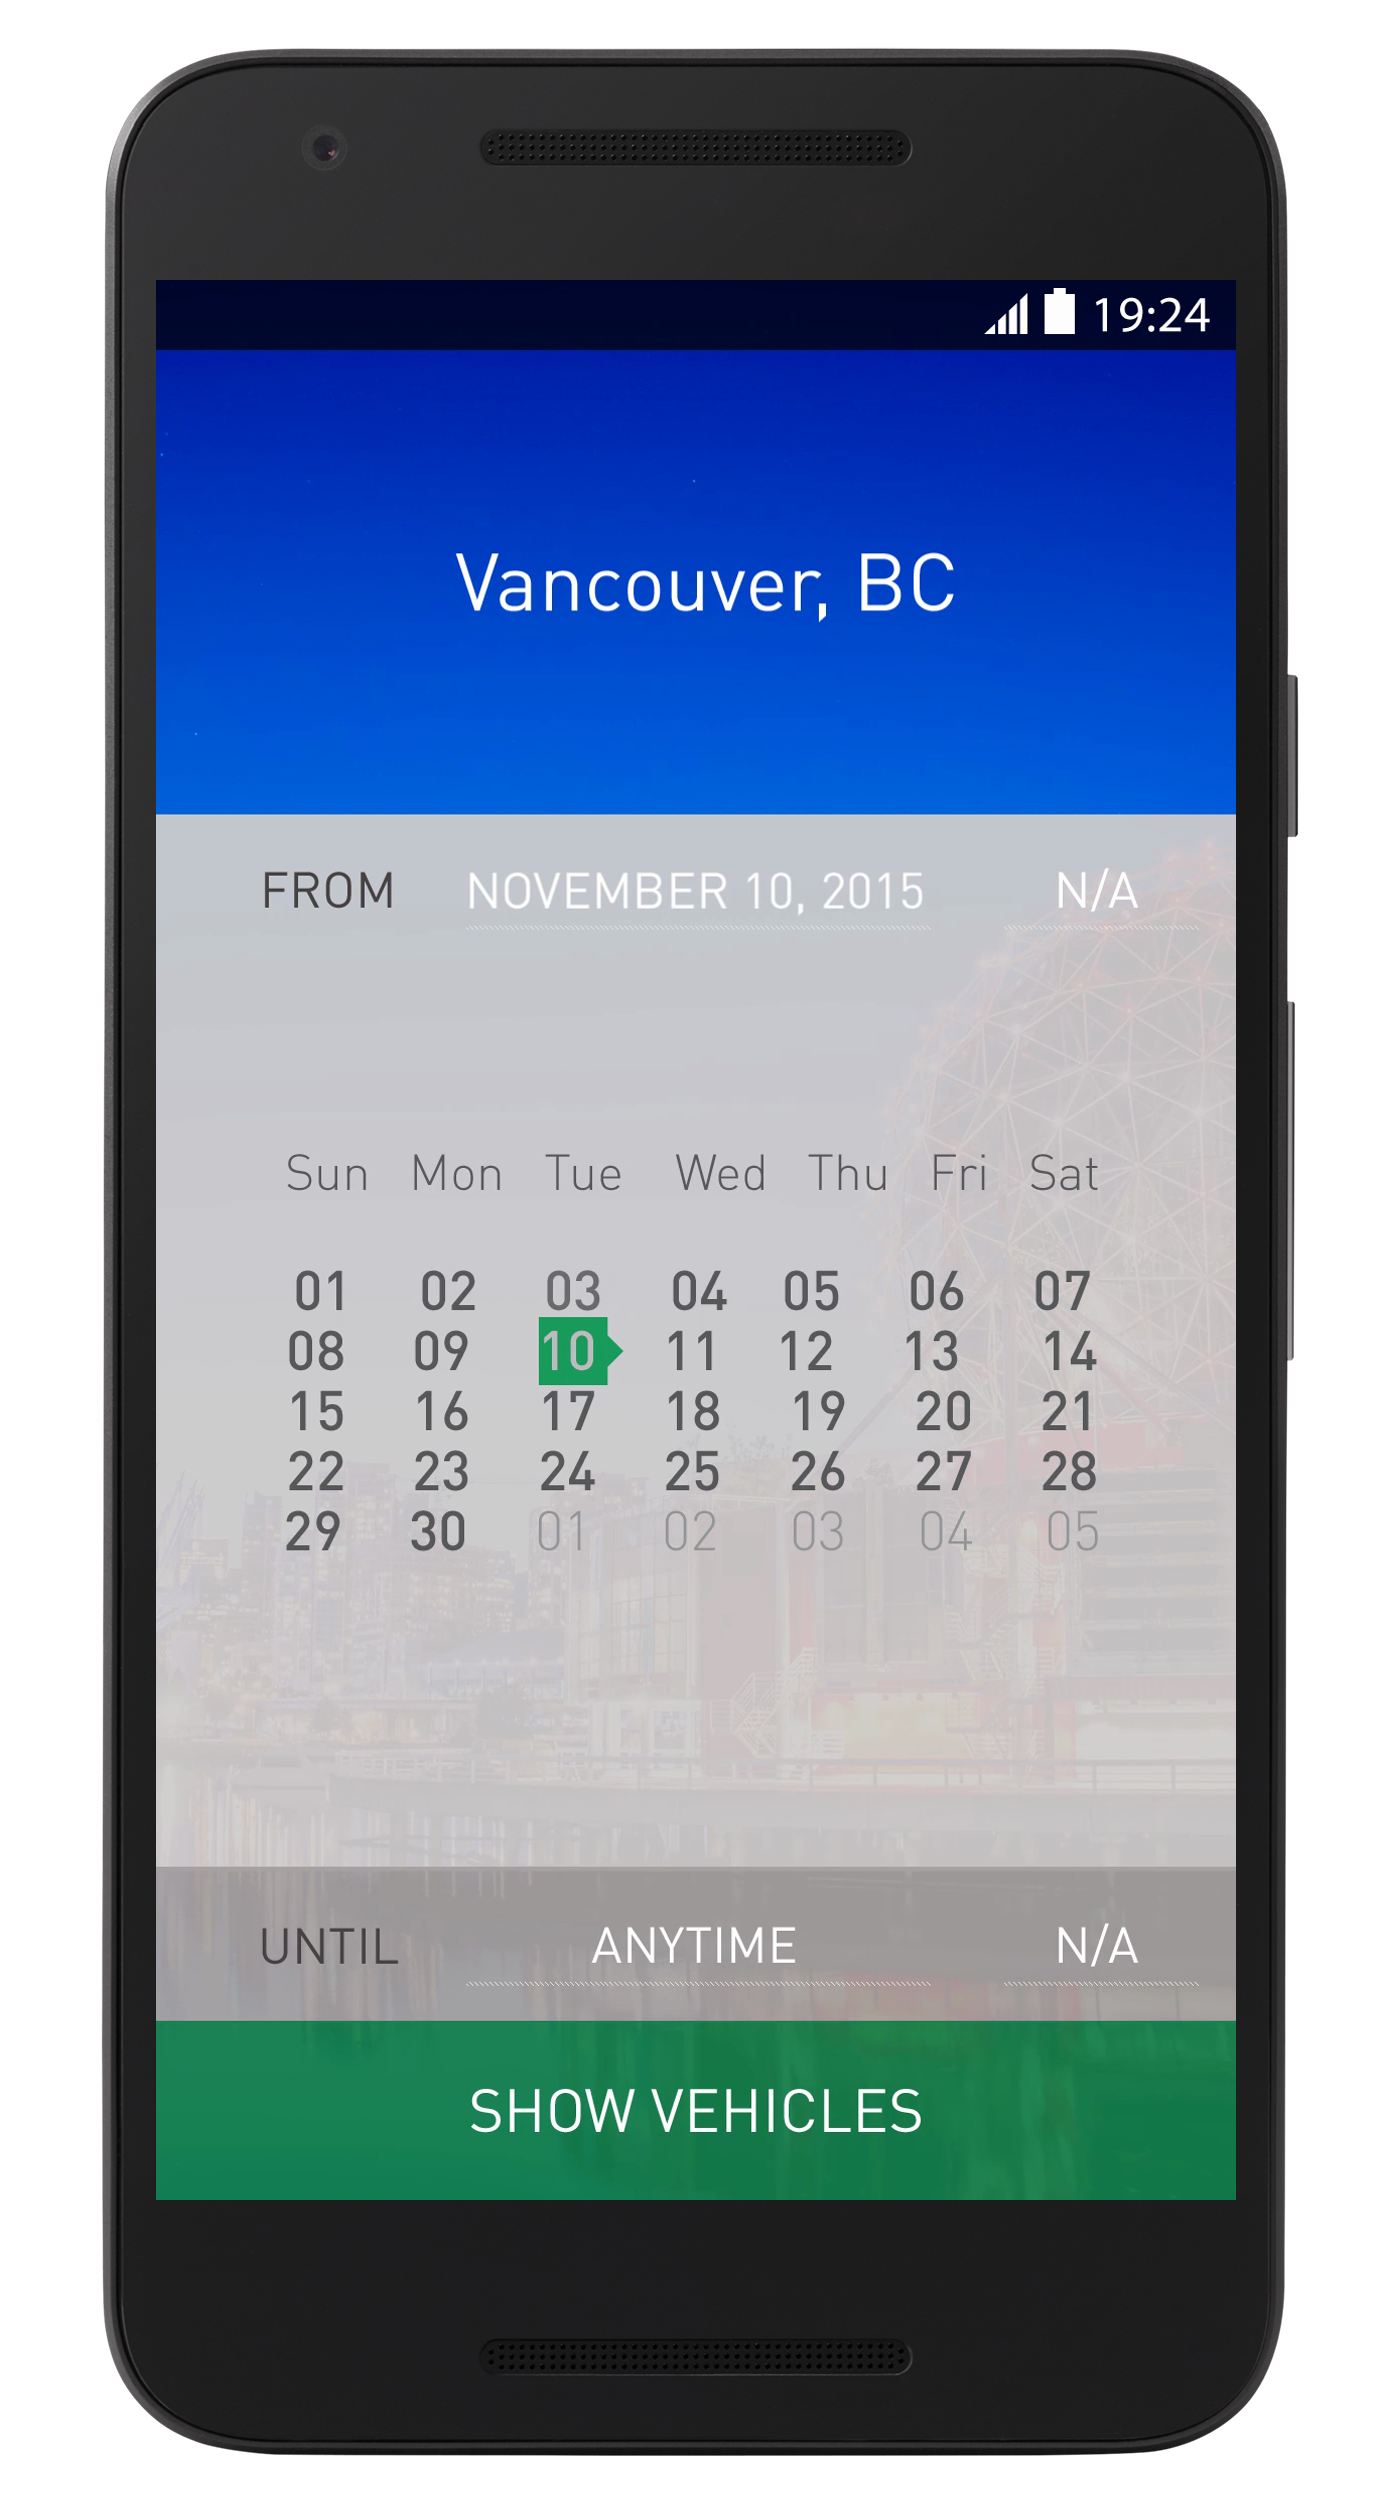 19:24
Vancouver, BC
FROM NOVEMBER 10, 2015 N/A
Sun Mon Tue Wed Thu Fri Sat
01 02 03 04 05 06 07
08 09 10 11 12 13 14
15 16 17 18 19 20 21
22 23 24 25 26 27 28
29 30 01 02 03 04 05
UNTIL ANYTIME N/A
SHOW VEHICLES